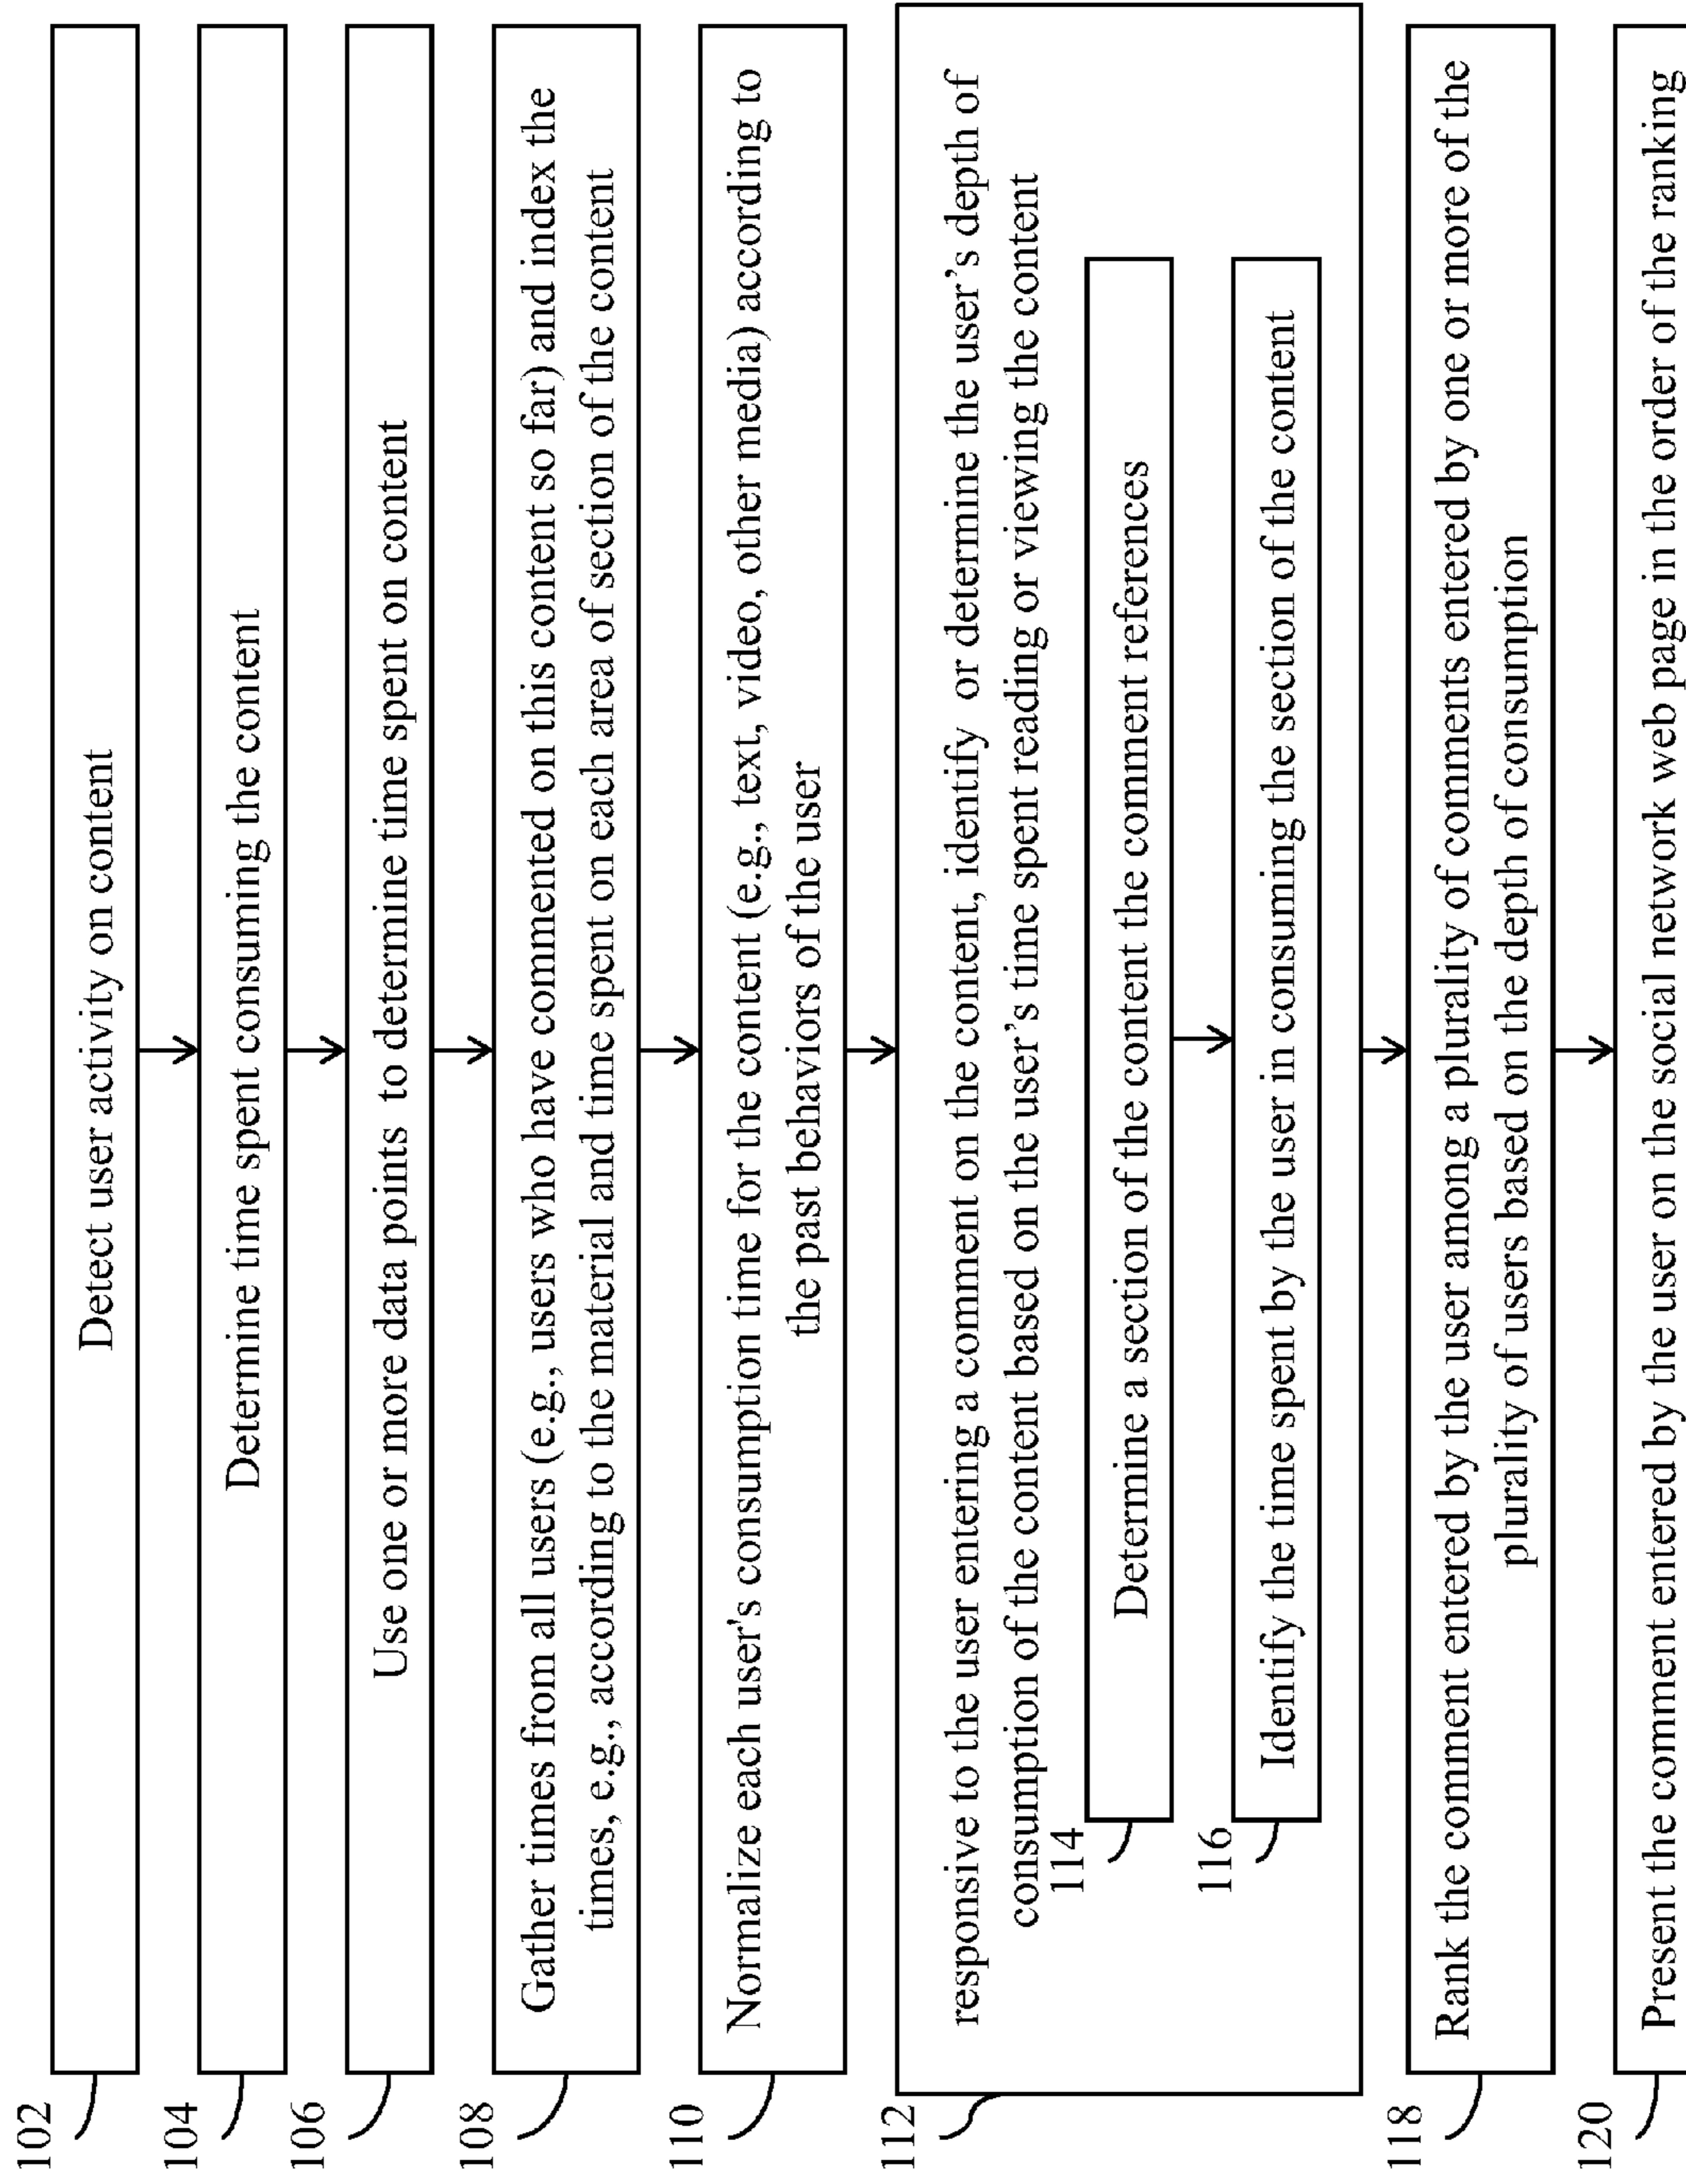 102
Detect user activity on content
104
Determine time spent consuming the content
106
Use one or more data points to determine time spent on content
108
Gather times from all users (e.g., users who have commented on this content so far) and index the
times, e.g., according to the material and time spent on each area of section of the content
110
Normalize each user's consumption time for the content (e.g., text, video, other media) according to
the past behaviors of the user
112
responsive to the user entering a comment on the content, identify or determine the user's depth of
consumption of the content based on the user's time spent reading or viewing the content
114
Determine a section of the content the comment references
116
Identify the time spent by the user in consuming the section of the content
118
Rank the comment entered by the user among a plurality of comments entered by one or more of the
plurality of users based on the depth of consumption
120
Present the comment entered by the user on the social network web page in the order of the ranking